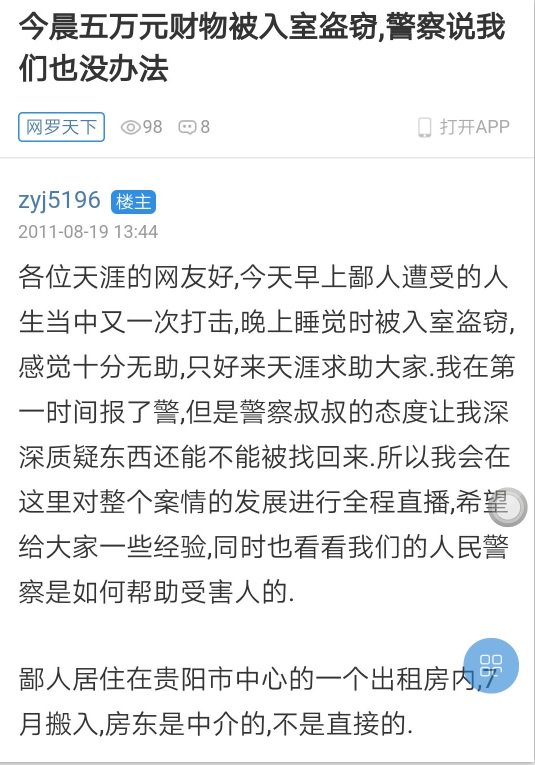 今晨五万元财物被入室盗窃,警察说我
们也没办法
网罗天下 98 8 打开APP
zyj5196 楼主
2011-08-19 13:44
各位天涯的网友好,今天早上鄙人遭受的人
生当中又一次打击,晚上睡觉时被入室盗窃,
感觉十分无助,只好来天涯求助大家.我在第
一时间报了警,但是警察叔叔的态度让我深
深质疑东西还能不能被找回来.所以我会在
这里对整个案情的发展进行全程直播,希望
给大家一些经验,同时也看看我们的人民警
察是如何帮助受害人的.
鄙人居住在贵阳市中心的一个出租房内,7
月搬入,房东是中介的,不是直接的.